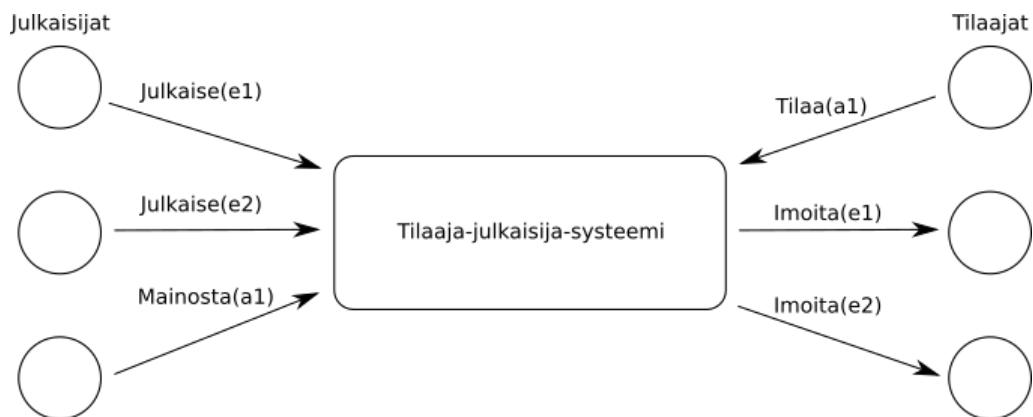 Julkaisijat
Tilaajat
Julkaise(e1)
Tilaa(a1)
Julkaise(e2)
Tilaaja-julkaisija-systeemi
Imoita(e1)
Mainosta(a1)
Imoita(e2)